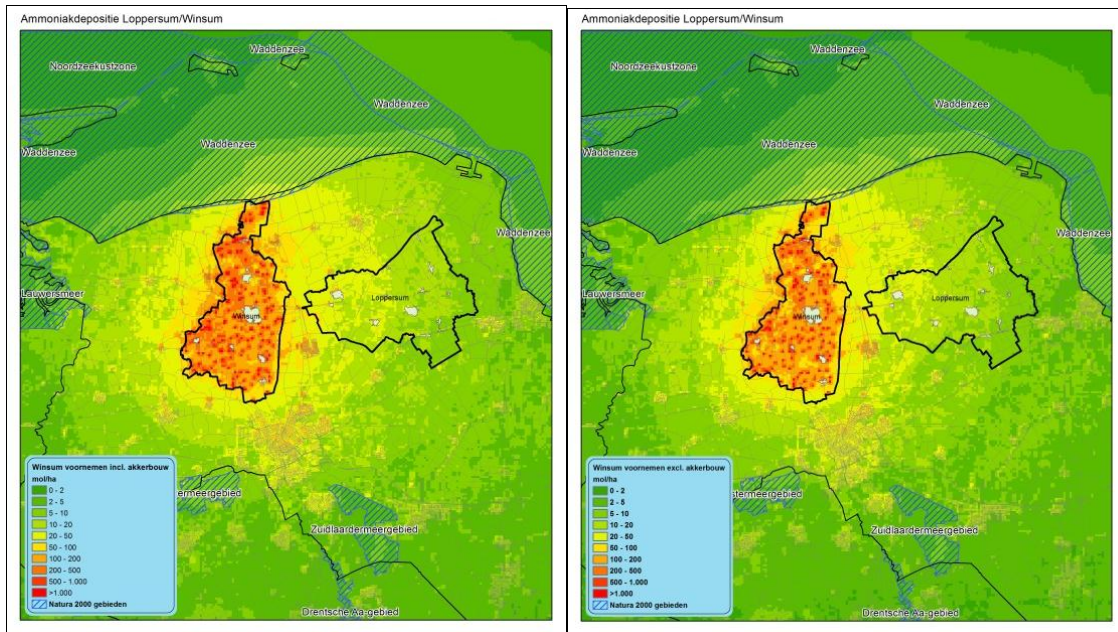 Ammoniakdepositie Loppersum/Winsum
Waddenzee
Noordzeekustzone
Waddenzee
Waddenzee
Waddenzee
Waddenzee
Lauwersmeer
Loppersum
Winsum
Winsum voornemen incl. akkerbouw
mol/ha
0 - 2
2 - 5
5 - 10
10 - 20
20 - 50
50 - 100
100 - 200
200 - 500
500 - 1.000
>1.000
Natura 2000 gebieden
stermeergebied
Zuidlaardermeergebied
Drentsche Aa-gebied
Ammoniakdepositie Loppersum/Winsum
Waddenzee
Noordzeekustzone
Waddenzee
Waddenzee
Waddenzee
Waddenzee
Lauwersmeer
Loppersum
Winsum
Winsum voornemen excl. akkerbouw
mol/ha
0 - 2
2 - 5
5 - 10
10 - 20
20 - 50
50 - 100
100 - 200
200 - 500
500 - 1.000
>1.000
Natura 2000 gebieden
stermeergebied
Zuidlaardermeergebied
Drentsche Aa-gebied